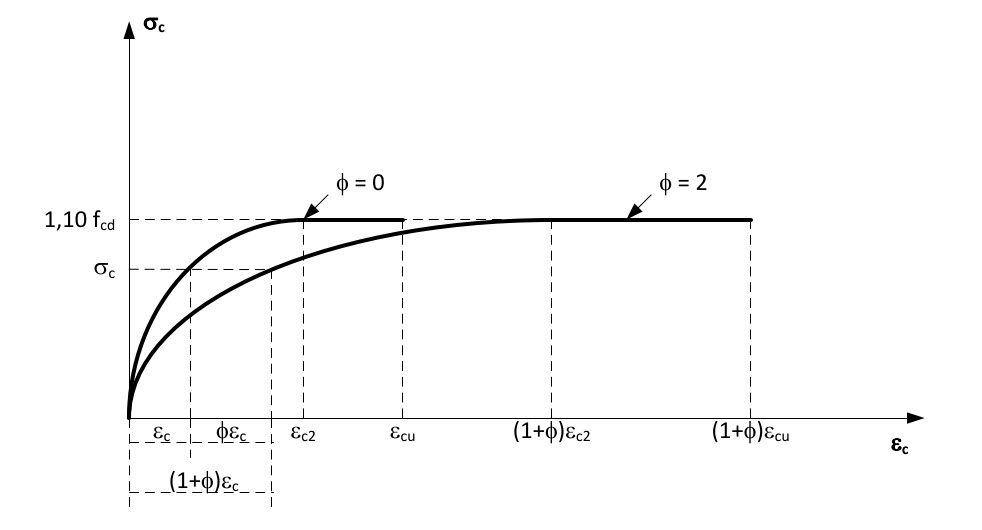 σc
ϕ = 0
ϕ = 2
1,10 fcd
σc
εc
ϕεc
εc2
εcu
(1+ϕ)εc2
(1+ϕ)εcu
εc
(1+ϕ)εc